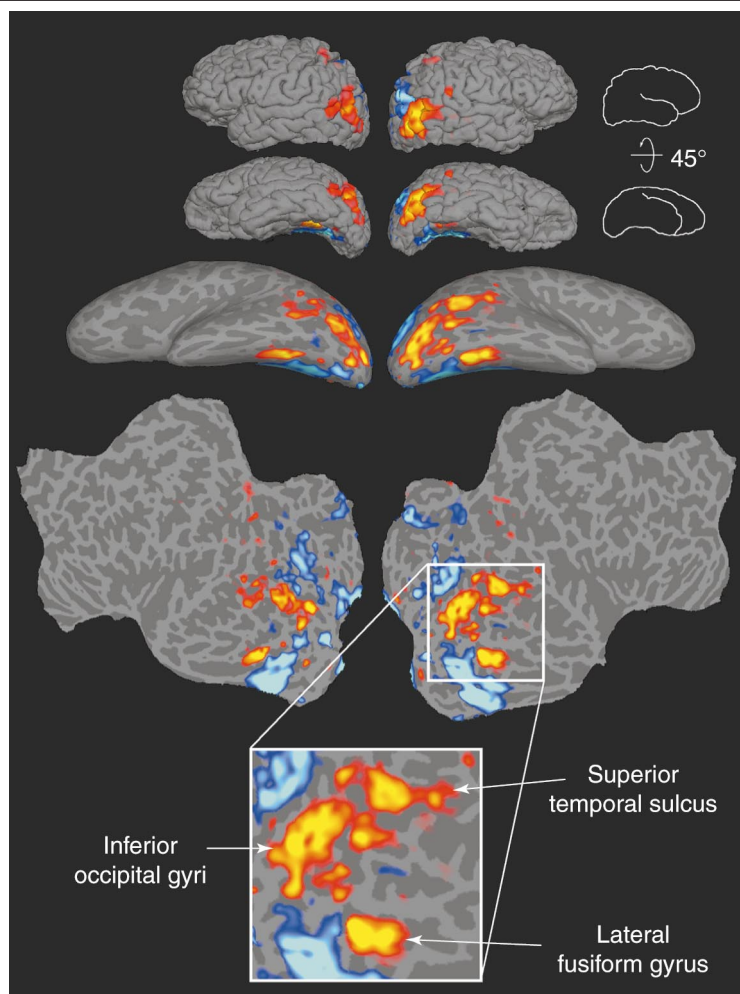 45°
Superior
temporal sulcus
Inferior
occipital gyri
Lateral
fusiform gyrus